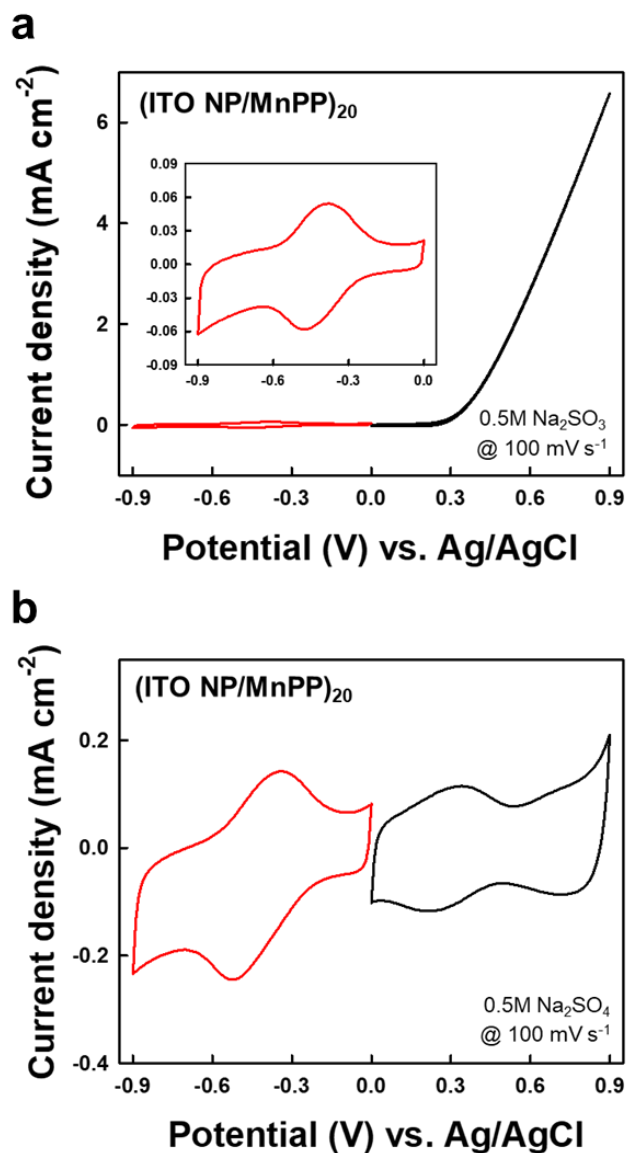 a
(ITO NP/MnPP)₂₀
Current density (mA cm⁻²)
6
4
2
0
0.09
0.06
0.03
0.00
-0.03
-0.06
-0.09
-0.9 -0.6 -0.3 0.0
0.5M Na₂SO₃
@ 100 mV s⁻¹
-0.9 -0.6 -0.3 0.0 0.3 0.6 0.9
Potential (V) vs. Ag/AgCl
b
(ITO NP/MnPP)₂₀
Current density (mA cm⁻²)
0.2
0.0
-0.2
-0.4
0.5M Na₂SO₄
@ 100 mV s⁻¹
-0.9 -0.6 -0.3 0.0 0.3 0.6 0.9
Potential (V) vs. Ag/AgCl